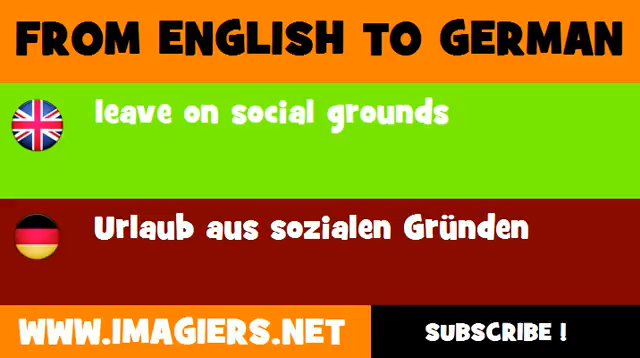 FROM ENGLISH TO GERMAN
leave on social grounds
Urlaub aus sozialen Gründen
WWW.IMAGIERS.NET
SUBSCRIBE !